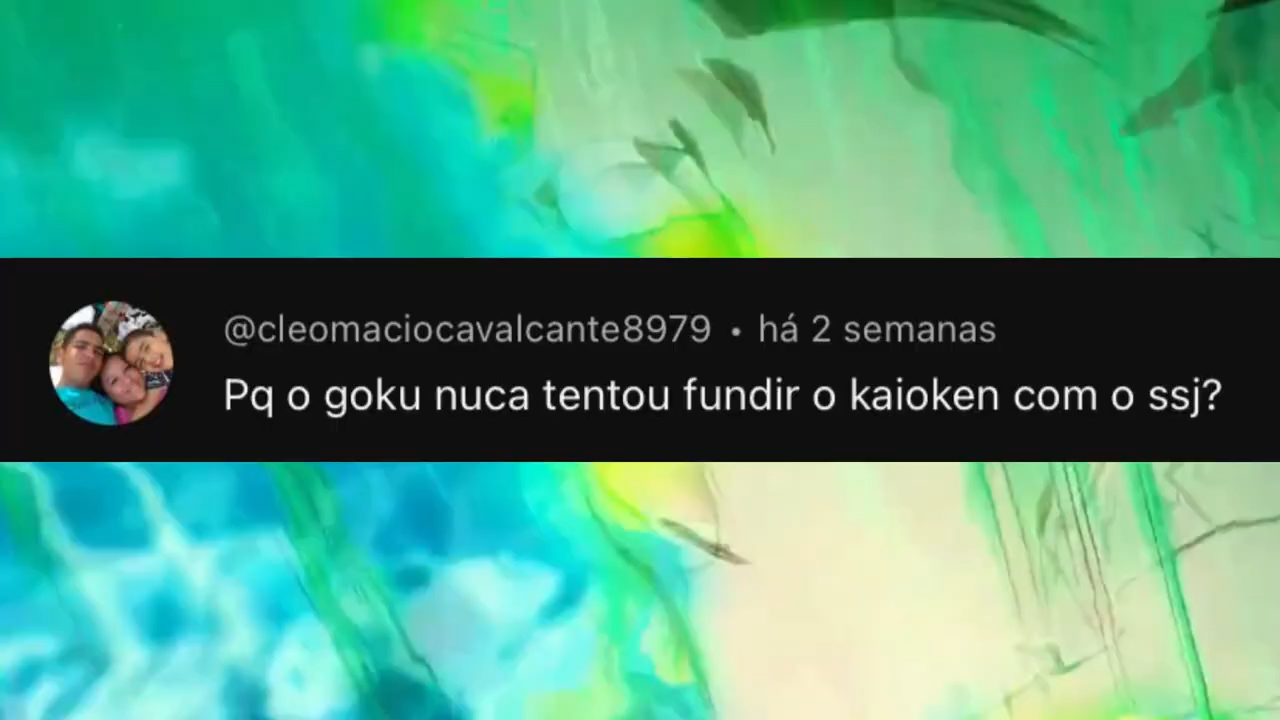 @cleomaciocavalcante8979 • há 2 semanas
Pq o goku nuca tentou fundir o kaioken com o ssj?